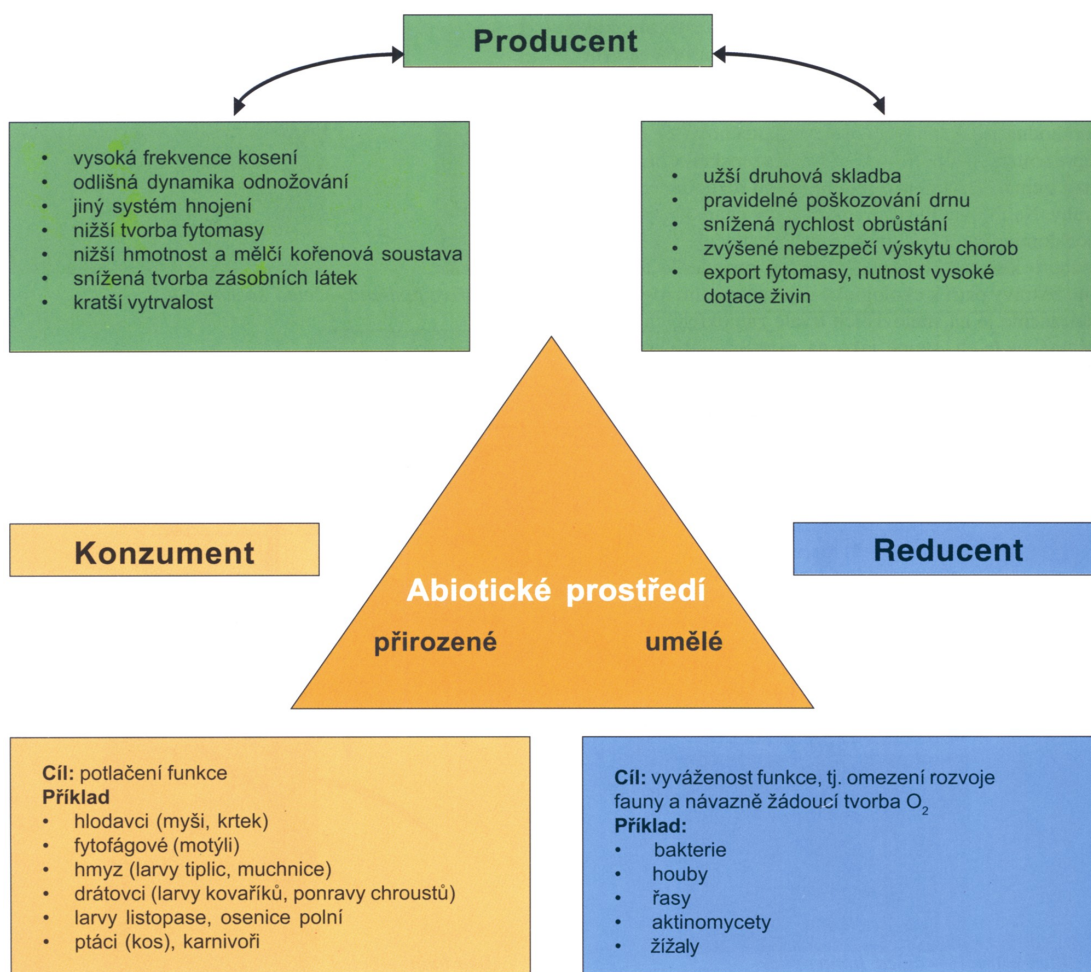 Producent
• vysoká frekvence kosení
• odlišná dynamika odnožování
• jiný systém hnojení
• nižší tvorba fytomasy
• nižší hmotnost a mělčí kořenová soustava
• snížená tvorba zásobních látek
• kratší vytrvalost
• užší druhová skladba
• pravidelné poškozování drnu
• snížená rychlost obrůstání
• zvýšené nebezpečí výskytu chorob
• export fytomasy, nutnost vysoké
dotace živin
Konzument
Reducent
Abiotické prostředí
přirozené umělé
Cíl: potlačení funkce
Příklad
• hlodavci (myši, krtek)
• fytofágové (motýli)
• hmyz (larvy tiplic, muchnice)
• drátovci (larvy kovaříků, ponravy chroustů)
• larvy listopase, osenice polní
• ptáci (kos), karnivoři
Cíl: vyváženost funkce, tj. omezení rozvoje
fauny a návazně žádoucí tvorba O₂
Příklad:
• bakterie
• houby
• řasy
• aktinomycety
• žížaly